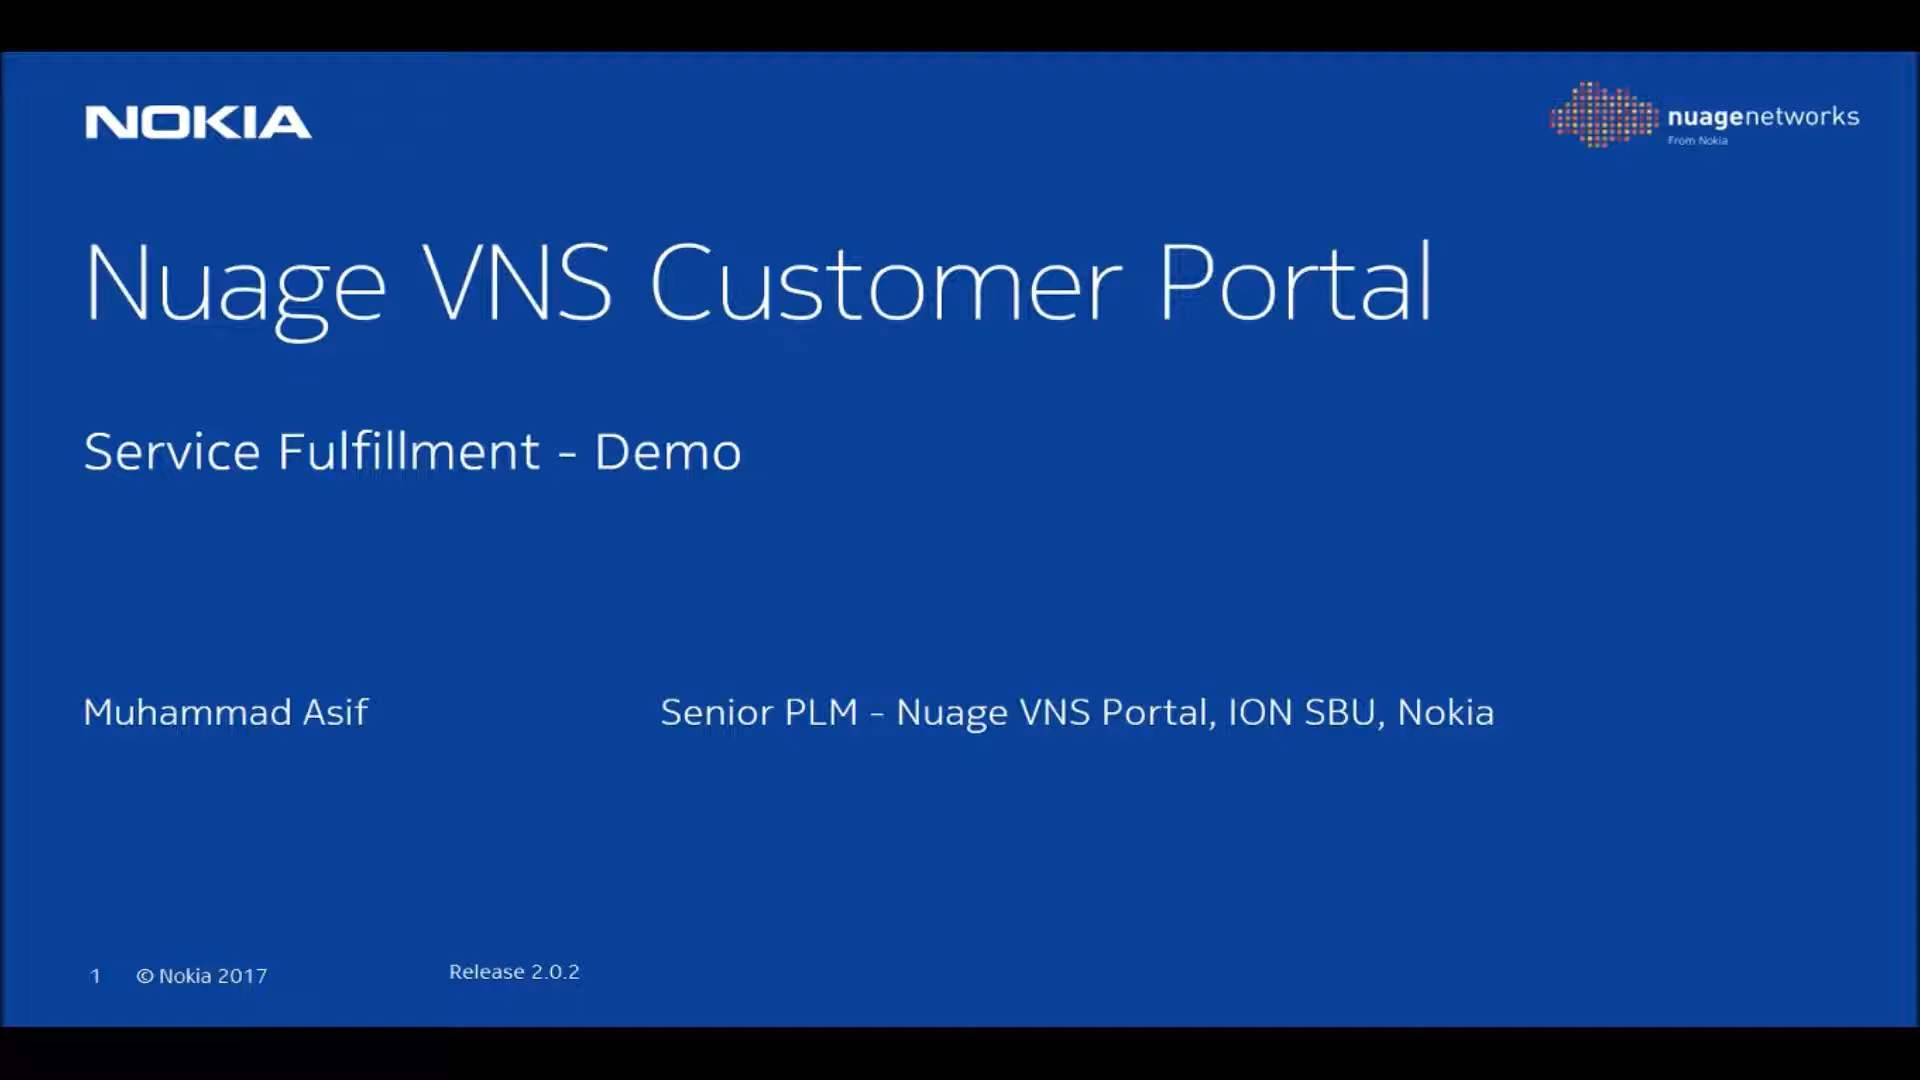 NOKIA
nuagenetworks
From Nokia
Nuage VNS Customer Portal
Service Fulfillment - Demo
Muhammad Asif
Senior PLM - Nuage VNS Portal, ION SBU, Nokia
1
© Nokia 2017
Release 2.0.2